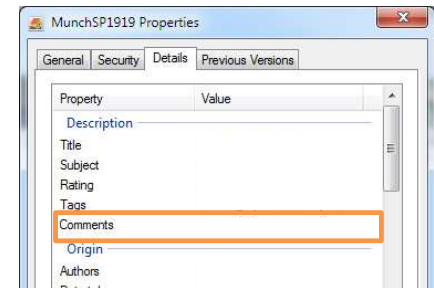 MunchSP1919 Properties
General Security Details Previous Versions
Property Value
Description
Title
Subject
Rating
Tags
Comments
Origin
Authors